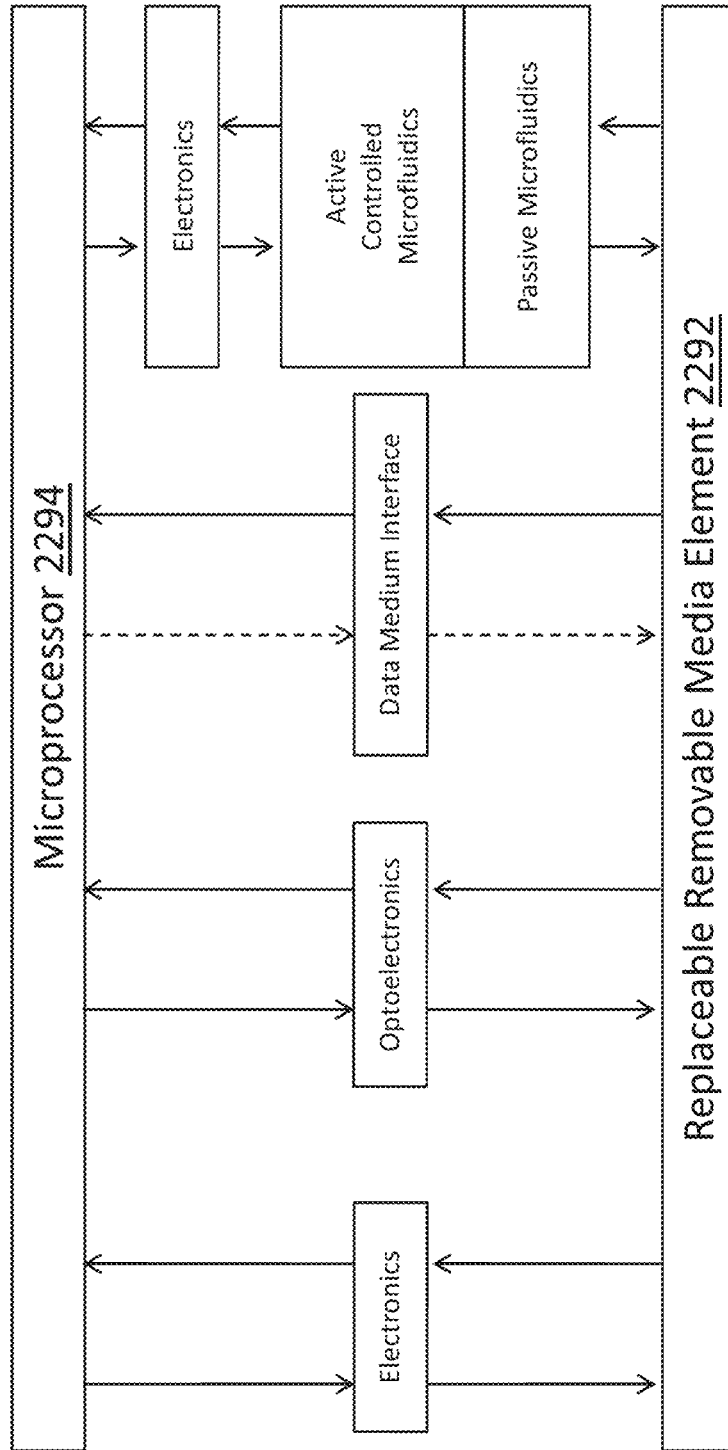 Microprocessor 2294
Electronics
Optoelectronics
Data Medium Interface
Electronics
Active
Controlled
Microfluidics
Passive Microfluidics
Replaceable Removable Media Element 2292